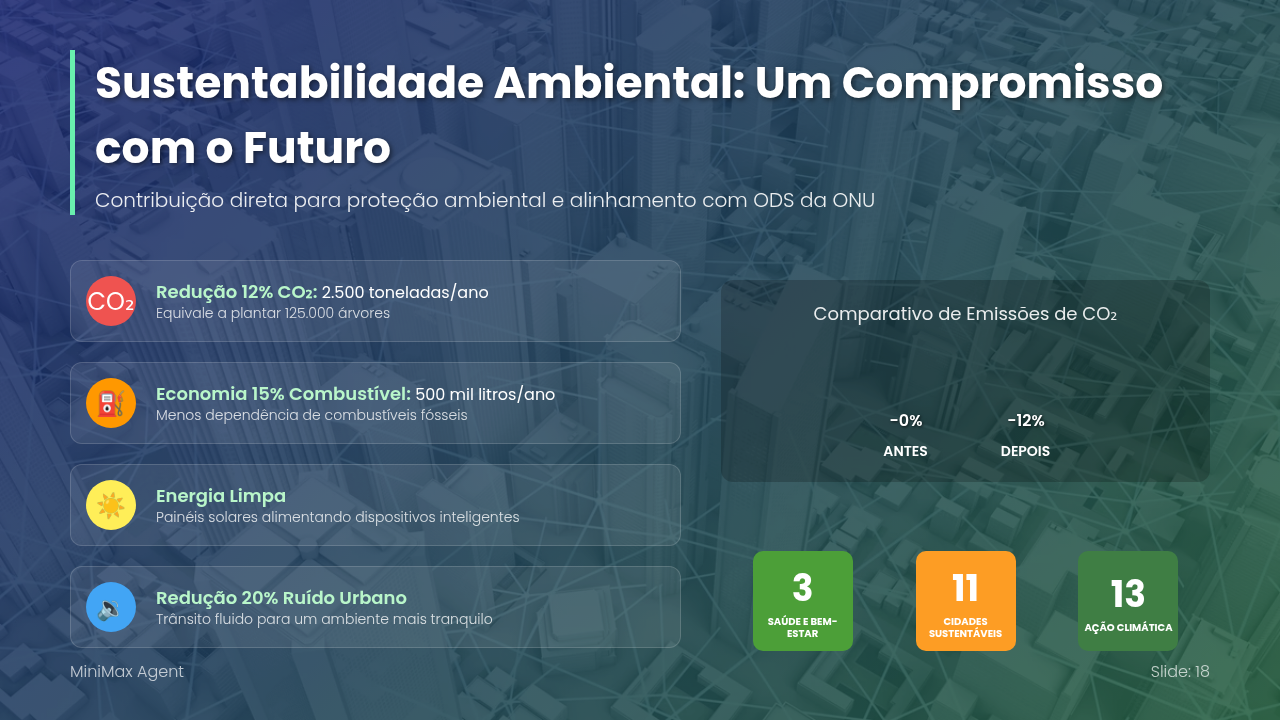 Sustentabilidade Ambiental: Um Compromisso
com o Futuro
Contribuição direta para proteção ambiental e alinhamento com ODS da ONU
CO₂
Redução 12% CO₂: 2.500 toneladas/ano
Equivale a plantar 125.000 árvores
Economia 15% Combustível: 500 mil litros/ano
Menos dependência de combustíveis fósseis
Energia Limpa
Painéis solares alimentando dispositivos inteligentes
Redução 20% Ruído Urbano
Trânsito fluido para um ambiente mais tranquilo
Comparativo de Emissões de CO₂
-0%
ANTES
-12%
DEPOIS
3
SAÚDE E BEM-
ESTAR
11
CIDADES
SUSTENTÁVEIS
13
AÇÃO CLIMÁTICA
MiniMax Agent
Slide: 18